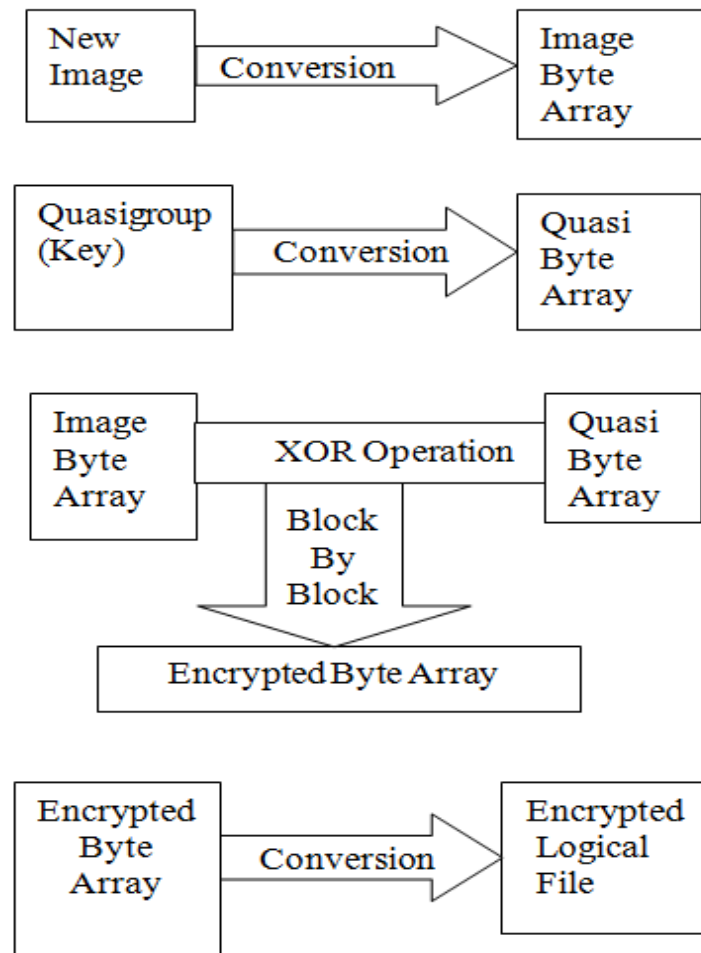 New
Image
Conversion
Image
Byte
Array
Quasigroup
(Key)
Conversion
Quasi
Byte
Array
Image
Byte
Array
XOR Operation
Quasi
Byte
Array
Block
By
Block
Encrypted Byte Array
Encrypted
Byte
Array
Conversion
Encrypted
Logical
File